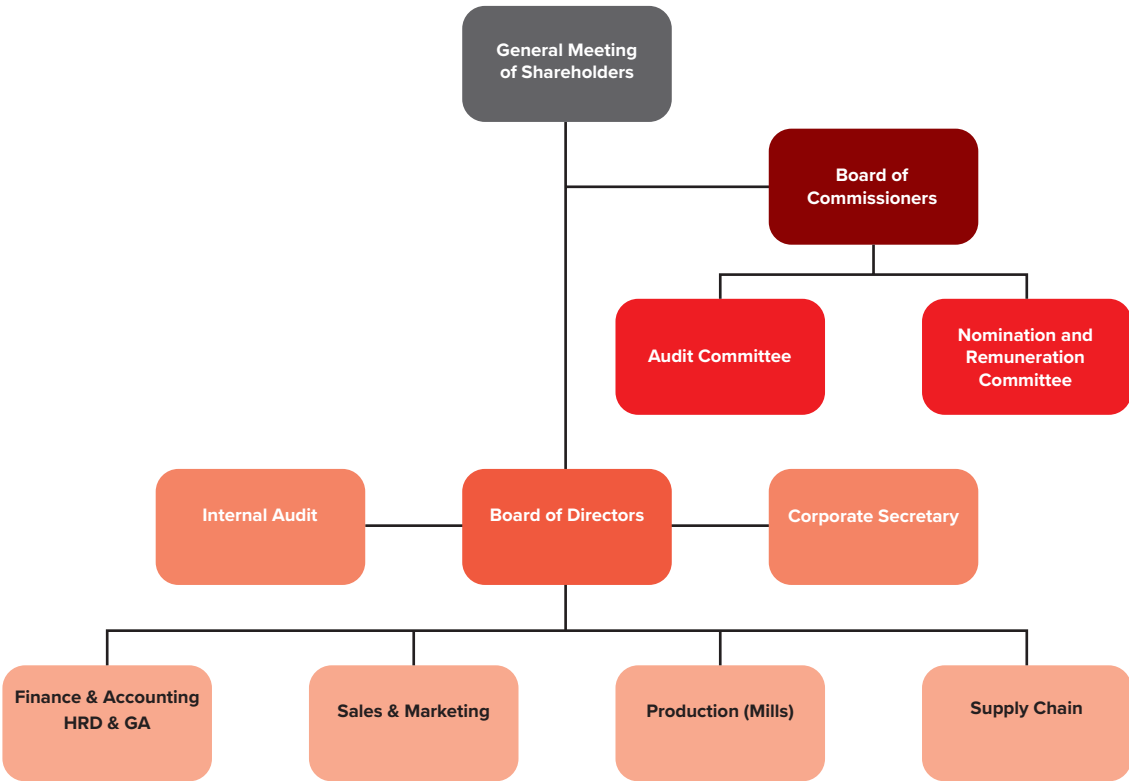 General Meeting
of Shareholders
Board of
Commissioners
Audit Committee
Nomination and
Remuneration
Committee
Internal Audit
Board of Directors
Corporate Secretary
Finance & Accounting
HRD & GA
Sales & Marketing
Production (Mills)
Supply Chain